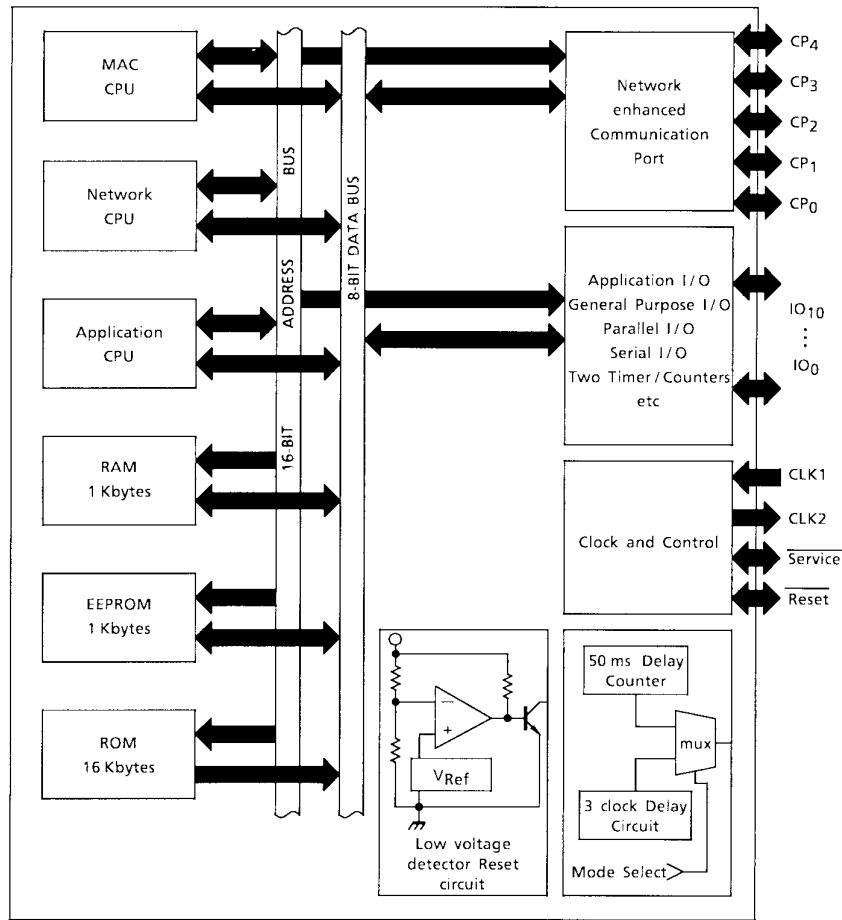 MAC
CPU
Network
CPU
Application
CPU
RAM
1 Kbytes
EEPROM
1 Kbytes
ROM
16 Kbytes
16-BIT ADDRESS BUS
8-BIT DATA BUS
Network
enhanced
Communication
Port
CP4
CP3
CP2
CP1
CP0
Application I/O
General Purpose I/O
Parallel I/O
Serial I/O
Two Timer/Counters
etc
IO10
⋮
IO0
Clock and Control
CLK1
CLK2
Service
Reset
VRef
Low voltage
detector Reset
circuit
50 ms Delay
Counter
mux
3 clock Delay
Circuit
Mode Select